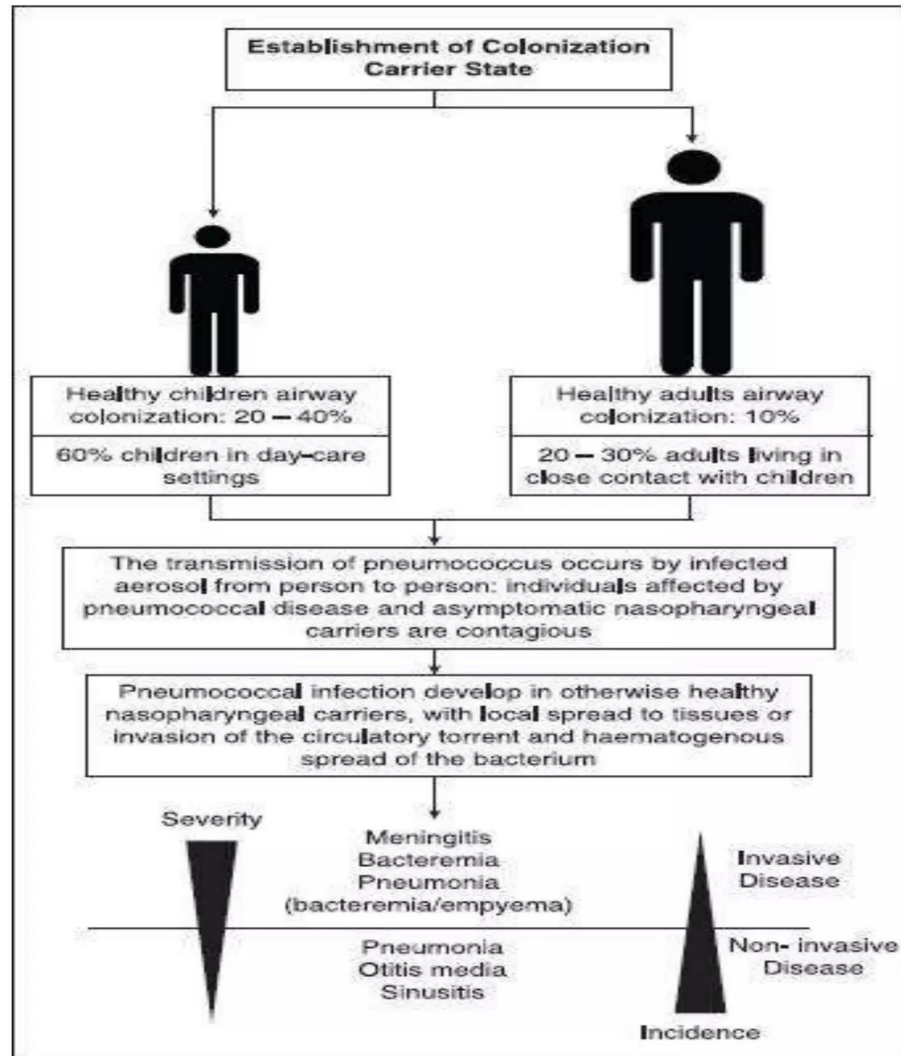 Establishment of Colonization
Carrier State
Healthy children airway
colonization: 20 – 40%
60% children in day-care
settings
Healthy adults airway
colonization: 10%
20 – 30% adults living in
close contact with children
The transmission of pneumococcus occurs by infected
aerosol from person to person: individuals affected by
pneumococcal disease and asymptomatic nasopharyngeal
carriers are contagious
Pneumococcal infection develop in otherwise healthy
nasopharyngeal carriers, with local spread to tissues or
invasion of the circulatory torrent and haematogenous
spread of the bacterium
Severity
Meningitis
Bacteremia
Pneumonia
(bacteremia/empyema)
Invasive
Disease
Pneumonia
Otitis media
Sinusitis
Non- invasive
Disease
Incidence